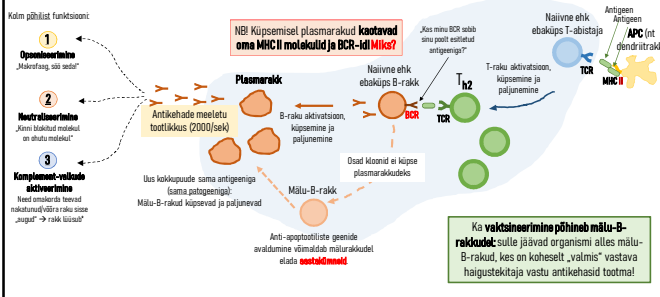 Kolm põhilist funktsiooni:
1
Opsoniseerimine
"Makrofaag, söö seda!"
2
Neutraliseerimine
"Kinni blokitud molekul
on ohutu molekul"
3
Komplement-valkude
aktiveerimine
Need omakorda teevad
nakatunud/võõra raku sisse
„augud" → rakk lüüsub"
NB! Küpsemisel plasmarakud kaotavad
oma MHC II molekulid ja BCR-id! Miks?
Plasmarakk
Antikehade meeletu
tootlikkus (2000/sek)
B-raku aktivatsioon,
küpsemine ja
paljunemine
Naiivne ehk
ebaküps B-rakk
BCR
„Kas minu BCR sobib
sinu poolt esitletud
antigeeniga?"
Th2
TCR
T-raku aktivatsioon,
küpsemine ja
paljunemine
Naiivne ehk
ebaküps T-abistaja
TCR
Antigeen
Antigeen
APC (nt
dendriitrakk
MHC II
Osad kloonid ei küpse
plasmarakkudeks
Uus kokkupuude sama antigeeniga
(sama patogeeniga):
Mälu-B-rakud küpsevad ja paljunevad
Mälu-B-rakk
Anti-apoptootiliste geenide
avaldumine võimaldab mälurakkudel
elada aastakümneid
Ka vaktsineerimine põhineb mälu-B-
rakkudel: sulle jäävad organismi alles mälu-
B-rakud, kes on koheselt „valmis" vastava
haigustekitaja vastu antikehasid tootma!